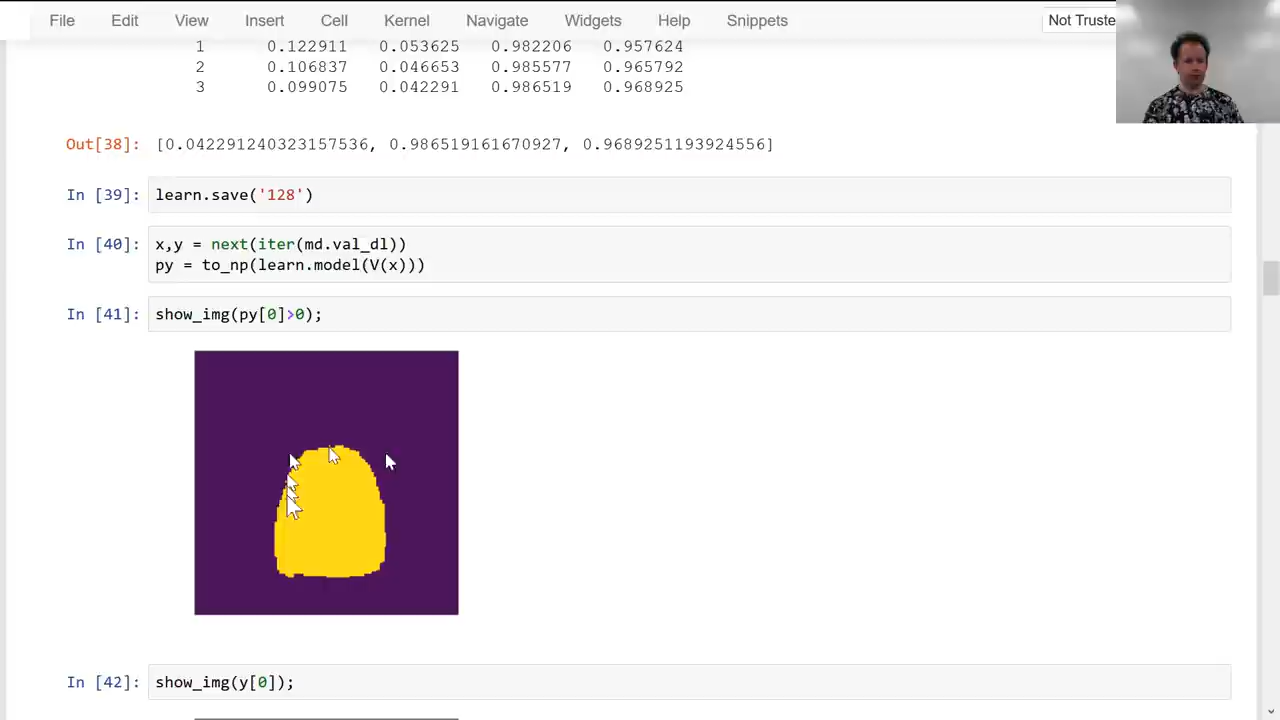 File Edit View Insert Cell Kernel Navigate Widgets Help Snippets Not Truste
1 0.122911 0.053625 0.982206 0.957624
2 0.106837 0.046653 0.985577 0.965792
3 0.099075 0.042291 0.986519 0.968925
Out[38]: [0.042291240323157536, 0.986519161670927, 0.9689251193924556]
In [39]: learn.save('128')
In [40]: x,y = next(iter(md.val_dl))
py = to_np(learn.model(V(x)))
In [41]: show_img(py[0]>0);
In [42]: show_img(y[0]);